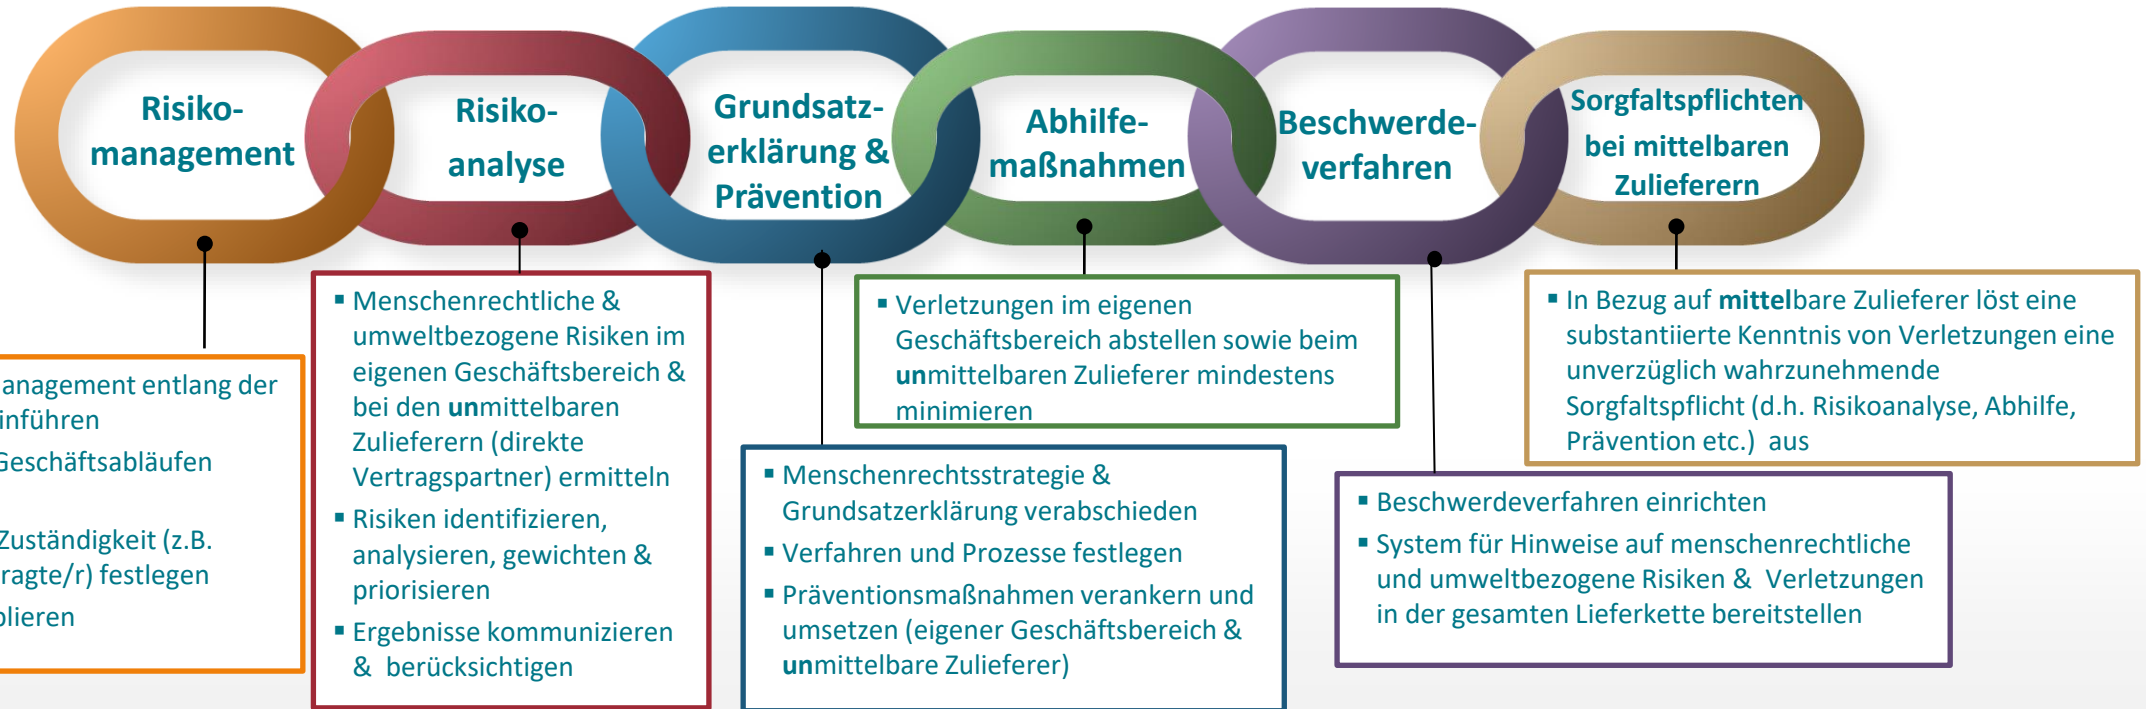 Risiko-
management
Risiko-
analyse
Grundsatz-
erklärung &
Prävention
Abhilfe-
maßnahmen
Beschwerde-
verfahren
Sorgfaltspflichten
bei mittelbaren
Zulieferern
anagement entlang der
inführen
Geschäftsabläufen
Zuständigkeit (z.B.
ragte/r) festlegen
blieren
▪ Menschenrechtliche &
umweltbezogene Risiken im
eigenen Geschäftsbereich &
bei den unmittelbaren
Zulieferern (direkte
Vertragspartner) ermitteln
▪ Risiken identifizieren,
analysieren, gewichten &
priorisieren
▪ Ergebnisse kommunizieren
& berücksichtigen
▪ Menschenrechtsstrategie &
Grundsatzerklärung verabschieden
▪ Verfahren und Prozesse festlegen
▪ Präventionsmaßnahmen verankern und
umsetzen (eigener Geschäftsbereich &
unmittelbare Zulieferer)
▪ Verletzungen im eigenen
Geschäftsbereich abstellen sowie beim
unmittelbaren Zulieferer mindestens
minimieren
▪ Beschwerdeverfahren einrichten
▪ System für Hinweise auf menschenrechtliche
und umweltbezogene Risiken & Verletzungen
in der gesamten Lieferkette bereitstellen
▪ In Bezug auf mittelbare Zulieferer löst eine
substantiierte Kenntnis von Verletzungen eine
unverzüglich wahrzunehmende
Sorgfaltspflicht (d.h. Risikoanalyse, Abhilfe,
Prävention etc.) aus